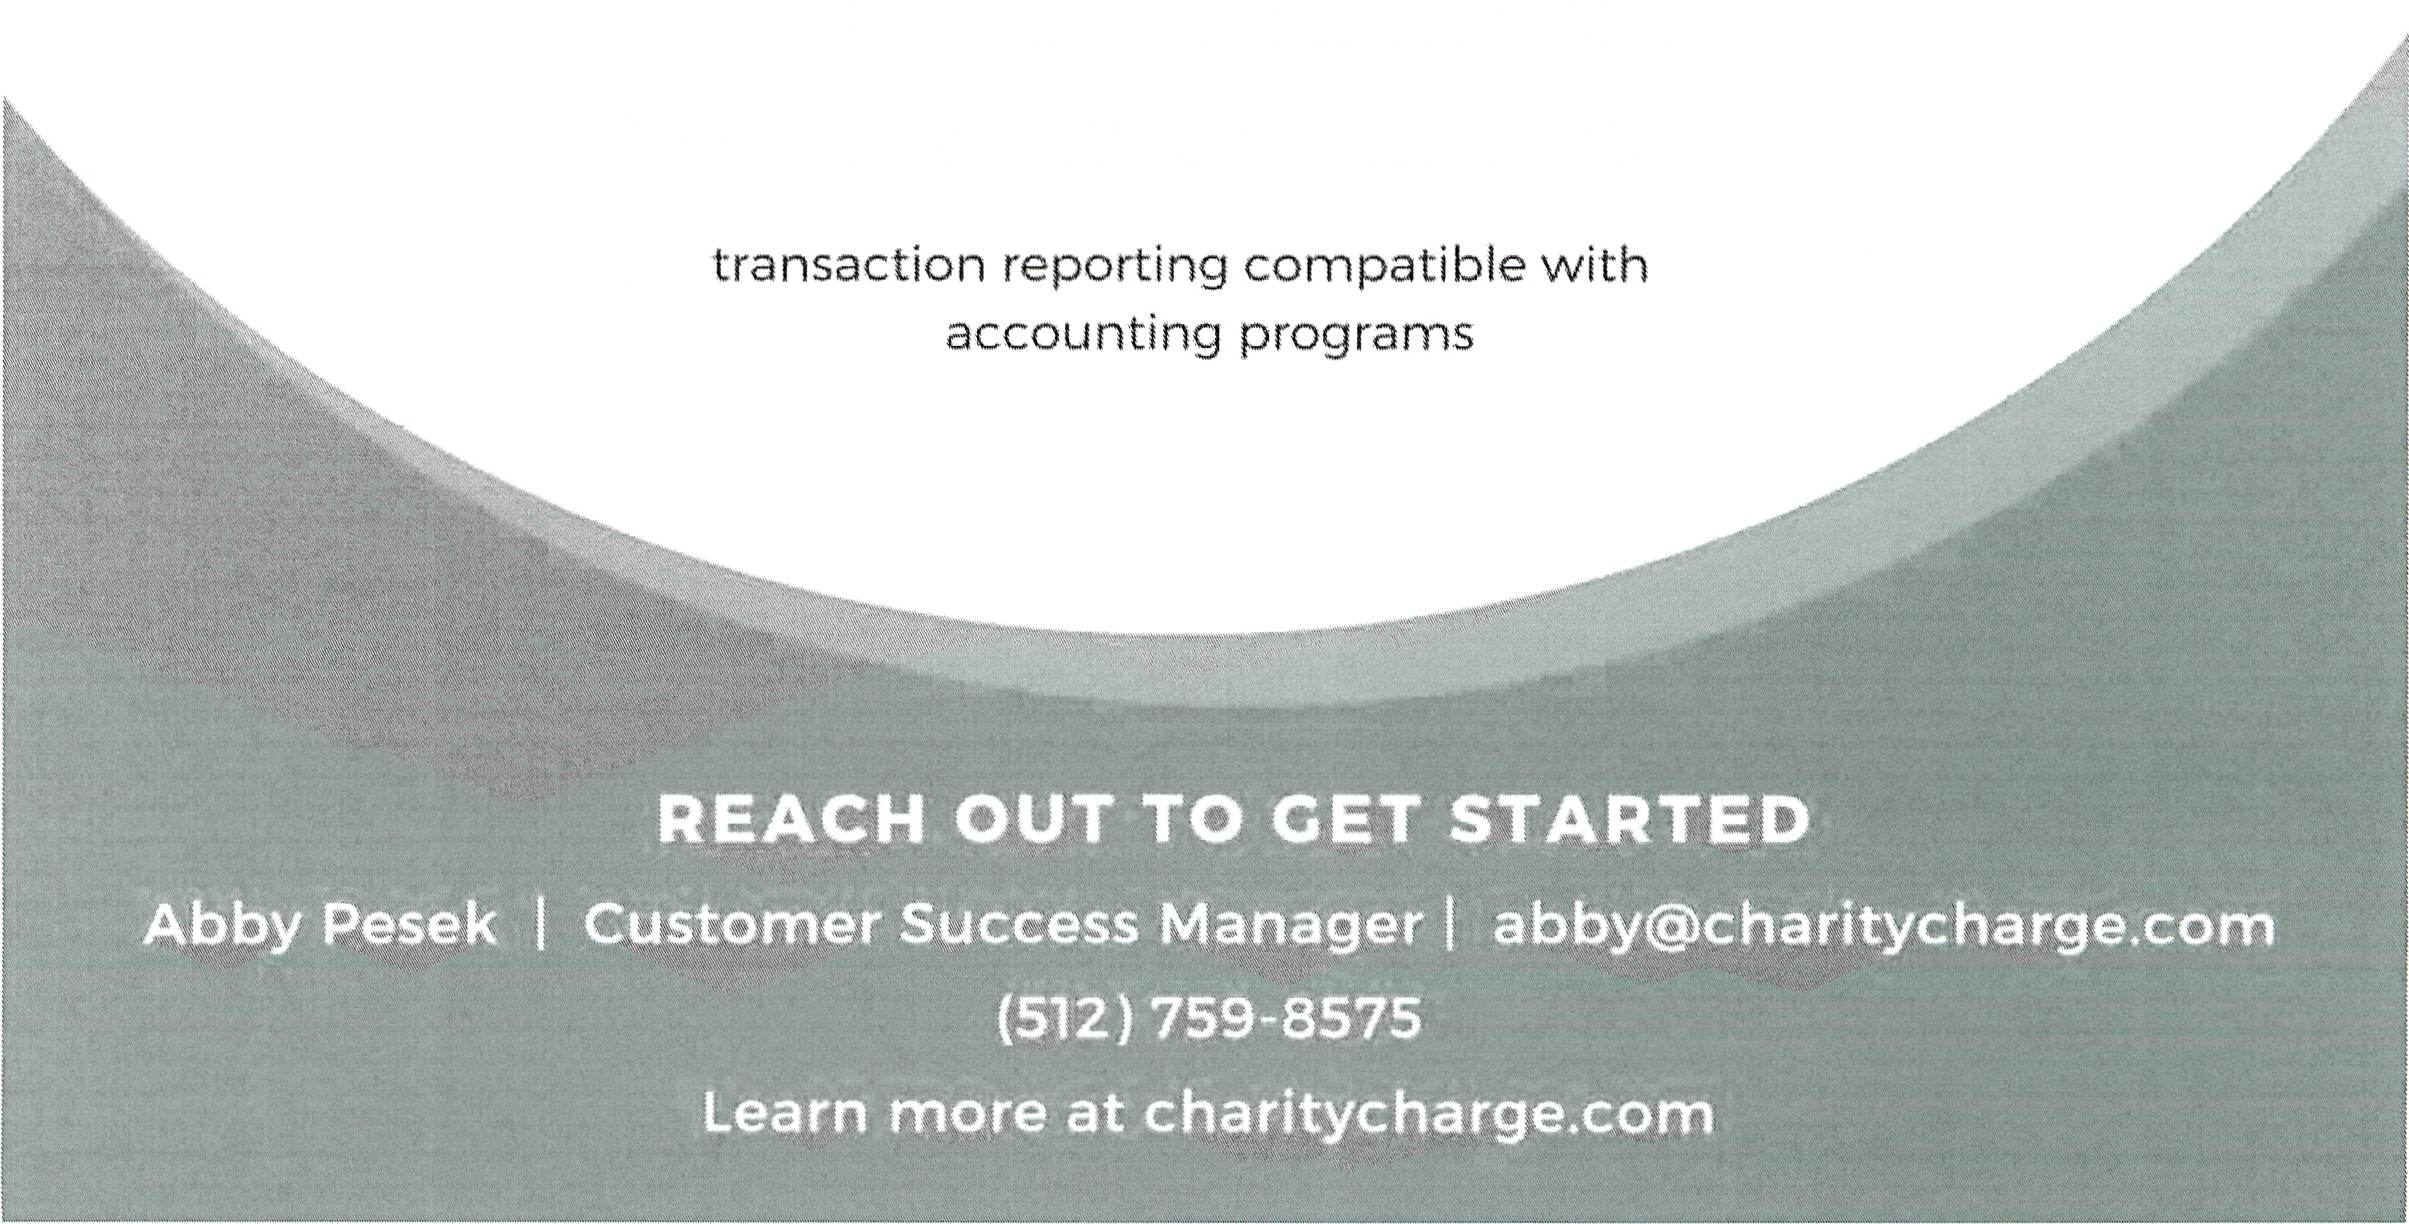 transaction reporting compatible with
accounting programs
REACH OUT TO GET STARTED
Abby Pesek | Customer Success Manager | abby@charitycharge.com
(512) 759-8575
Learn more at charitycharge.com